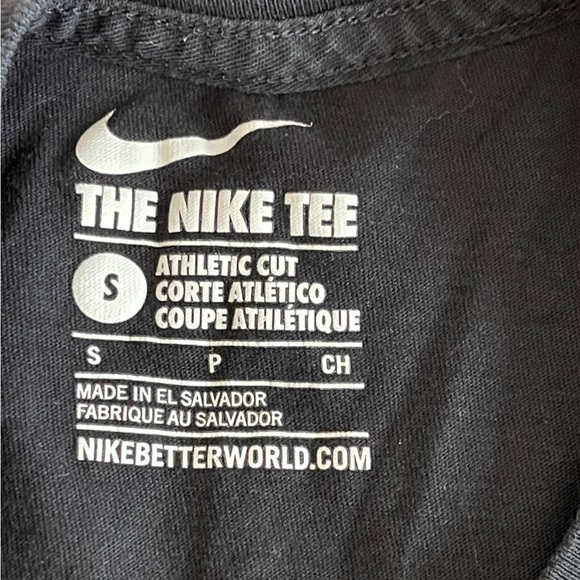 THE NIKE TEE
S
ATHLETIC CUT
CORTE ATLÉTICO
COUPE ATHLÉTIQUE
S P CH
MADE IN EL SALVADOR
FABRIQUE AU SALVADOR
NIKEBETTERWORLD.COM